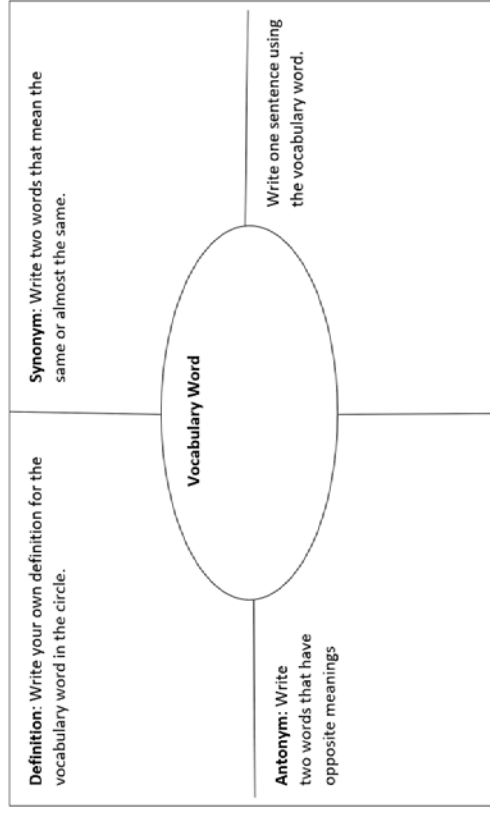 Definition: Write your own definition for the
vocabulary word in the circle.
Synonym: Write two words that mean the
same or almost the same.
Vocabulary Word
Antonym: Write
two words that have
opposite meanings
Write one sentence using
the vocabulary word.